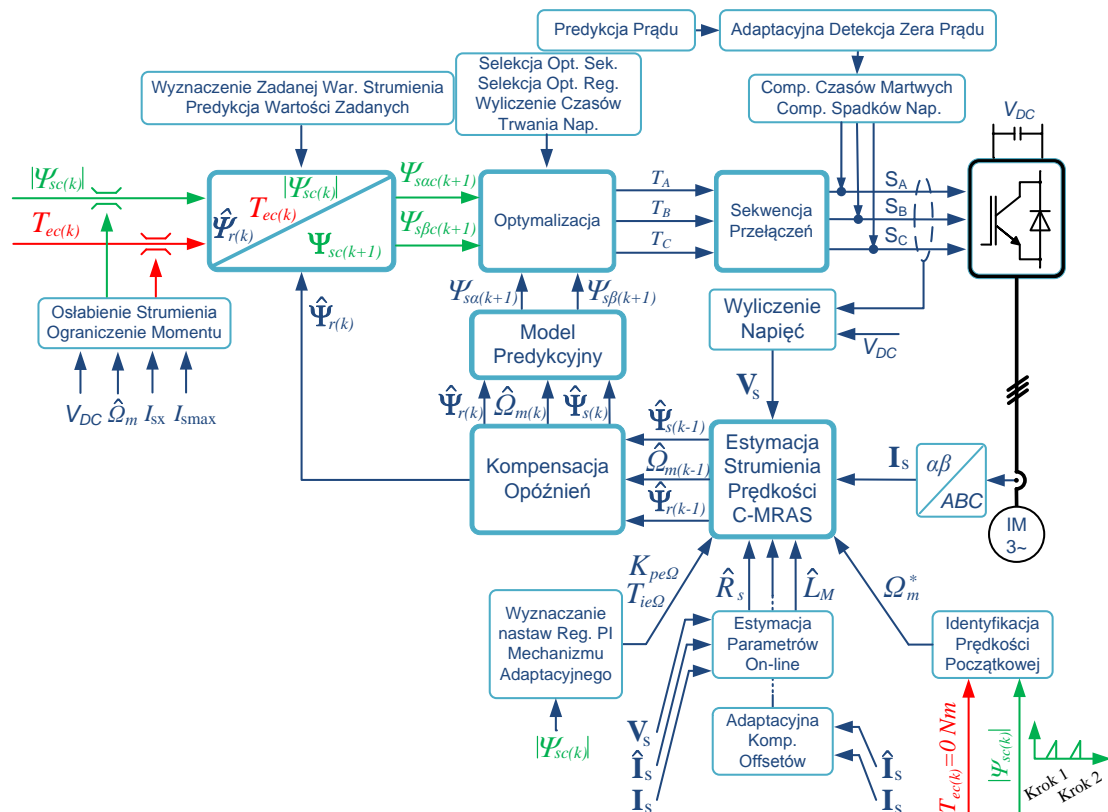 Predykcja Prądu
Adaptacyjna Detekcja Zera Prądu
Wyznaczenie Zadanej War. Strumienia
Predykcja Wartości Zadanych
Selekcja Opt. Sek.
Selekcja Opt. Reg.
Wyliczenie Czasów
Trwania Nap.
Comp. Czasów Martwych
Comp. Spadków Nap.
V_DC
|Ψ_sc(k)|
T_ec(k)
|Ψ_sc(k)|
T_ec(k)
Ψ̂_r(k)
Ψ_sc(k+1)
Ψ_sαc(k+1)
Ψ_sβc(k+1)
Optymalizacja
T_A
T_B
T_C
Sekwencja
Przełączeń
S_A
S_B
S_C
Osłabienie Strumienia
Ograniczenie Momentu
V_DC Ω̂_m I_sx I_smax
Ψ̂_r(k)
Ψ_sα(k+1) Ψ_sβ(k+1)
Model
Predykcyjny
Ψ̂_r(k) Ω̂_m(k) Ψ̂_s(k)
Wyliczenie
Napięć
V_DC
V_s
Kompensacja
Opóźnień
Ψ̂_s(k-1)
Ω̂_m(k-1)
Ψ̂_r(k-1)
Estymacja
Strumienia
Prędkości
C-MRAS
I_s
αβ
ABC
IM
3~
K_peΩ
T_ieΩ
R̂_s
L̂_M
Ω_m^*
Wyznaczanie
nastaw Reg. PI
Mechanizmu
Adaptacyjnego
|Ψ_sc(k)|
Estymacja
Parametrów
On-line
V_s
Î_s
I_s
Adaptacyjna
Komp.
Offsetów
Î_s
I_s
Identyfikacja
Prędkości
Początkowej
T_ec(k)=0 Nm
|Ψ_sc(k)|
Krok 1
Krok 2